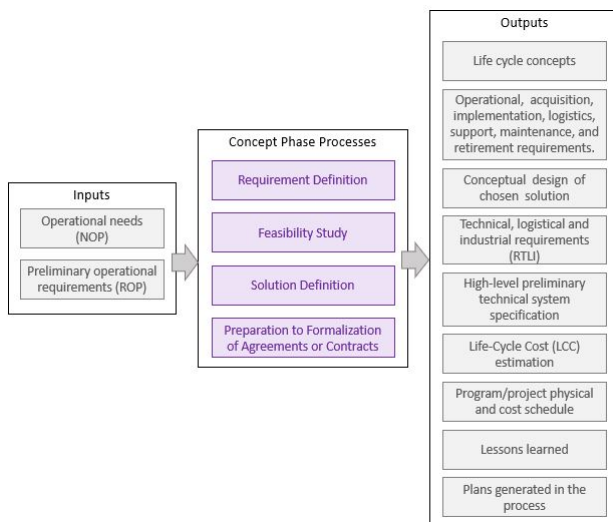 Inputs
Operational needs
(NOP)
Preliminary operational
requirements (ROP)
Concept Phase Processes
Requirement Definition
Feasibility Study
Solution Definition
Preparation to Formalization
of Agreements or Contracts
Outputs
Life cycle concepts
Operational, acquisition,
implementation, logistics,
support, maintenance, and
retirement requirements.
Conceptual design of
chosen solution
Technical, logistical and
industrial requirements
(RTLI)
High-level preliminary
technical system
specification
Life-Cycle Cost (LCC)
estimation
Program/project physical
and cost schedule
Lessons learned
Plans generated in the
process